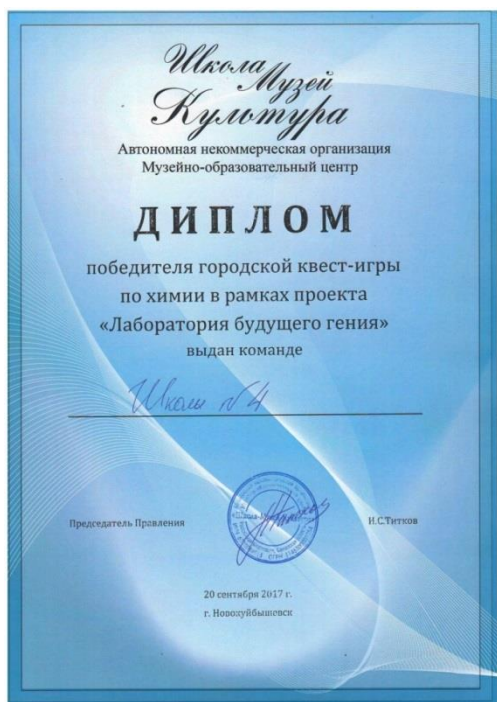 Школа
Музей
Культура
Автономная некоммерческая организация
Музейно-образовательный центр
ДИПЛОМ
победителя городской квест-игры
по химии в рамках проекта
«Лаборатория будущего гения»
выдан команде
Школы №4
Председатель Правления
И.С.Титков
20 сентября 2017 г.
г. Новокуйбышевск